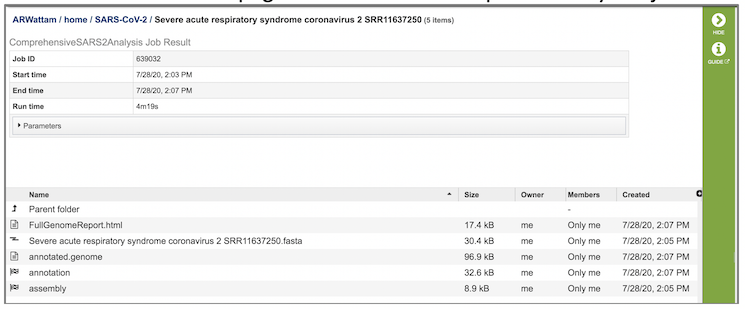 ARWattam / home / SARS-CoV-2 / Severe acute respiratory syndrome coronavirus 2 SRR11637250 (5 items)
HIDE
GUIDE
ComprehensiveSARS2Analysis Job Result
Job ID 639032
Start time 7/28/20, 2:03 PM
End time 7/28/20, 2:07 PM
Run time 4m19s
Parameters
Name Size Owner Members Created
Parent folder -
FullGenomeReport.html 17.4 kB me Only me 7/28/20, 2:07 PM
Severe acute respiratory syndrome coronavirus 2 SRR11637250.fasta 30.4 kB me Only me 7/28/20, 2:05 PM
annotated.genome 96.9 kB me Only me 7/28/20, 2:07 PM
annotation 32.6 kB me Only me 7/28/20, 2:07 PM
assembly 8.9 kB me Only me 7/28/20, 2:05 PM